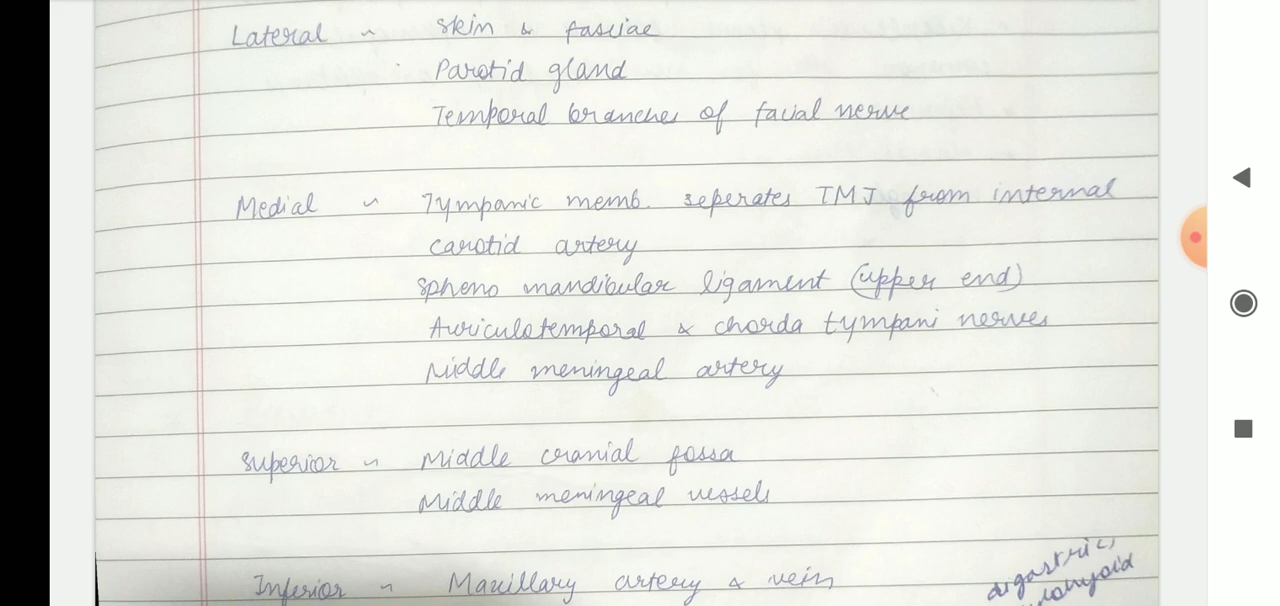 Lateral ~ skin & fasciae
Parotid gland
Temporal branches of facial nerve
Medial ~ Tympanic memb. seperates TMJ from internal
carotid artery
spheno mandibular ligament (upper end)
Auriculotemporal & chorda tympani nerves
Middle meningeal artery
Superior ~ Middle cranial fossa
Middle meningeal vessels
Inferior ~ Maxillary artery & vein
digastric,